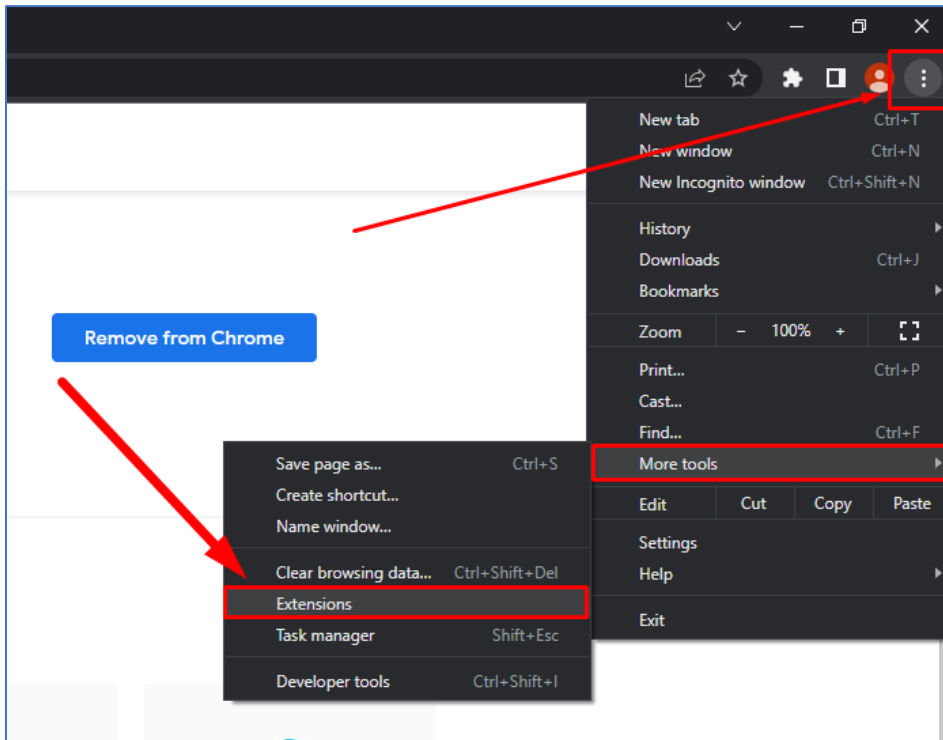 New tab Ctrl+T
New window Ctrl+N
New Incognito window Ctrl+Shift+N
History
Downloads Ctrl+J
Bookmarks
Zoom - 100% +
Remove from Chrome
Print... Ctrl+P
Cast...
Find... Ctrl+F
More tools
Edit Cut Copy Paste
Settings
Help
Exit
Save page as... Ctrl+S
Create shortcut...
Name window...
Clear browsing data... Ctrl+Shift+Del
Extensions
Task manager Shift+Esc
Developer tools Ctrl+Shift+I